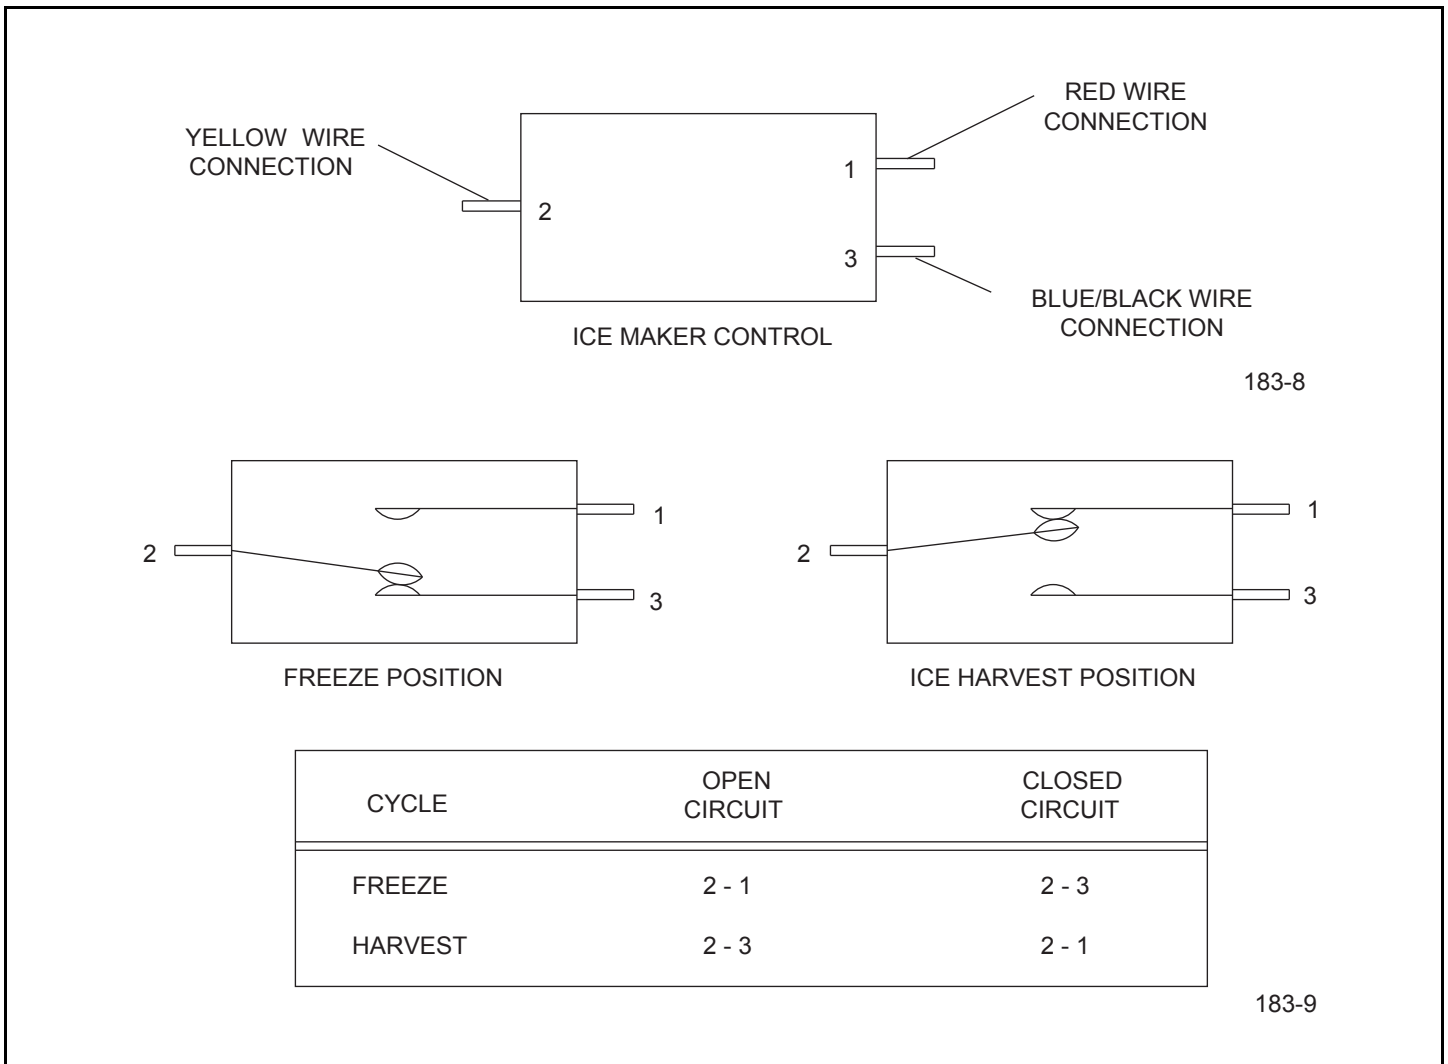 RED WIRE
CONNECTION
YELLOW WIRE
CONNECTION
1
2
3
BLUE/BLACK WIRE
CONNECTION
ICE MAKER CONTROL
183-8
2
1
3
FREEZE POSITION
2
1
3
ICE HARVEST POSITION
CYCLE
OPEN
CIRCUIT
CLOSED
CIRCUIT
FREEZE 2 - 1 2 - 3
HARVEST 2 - 3 2 - 1
183-9